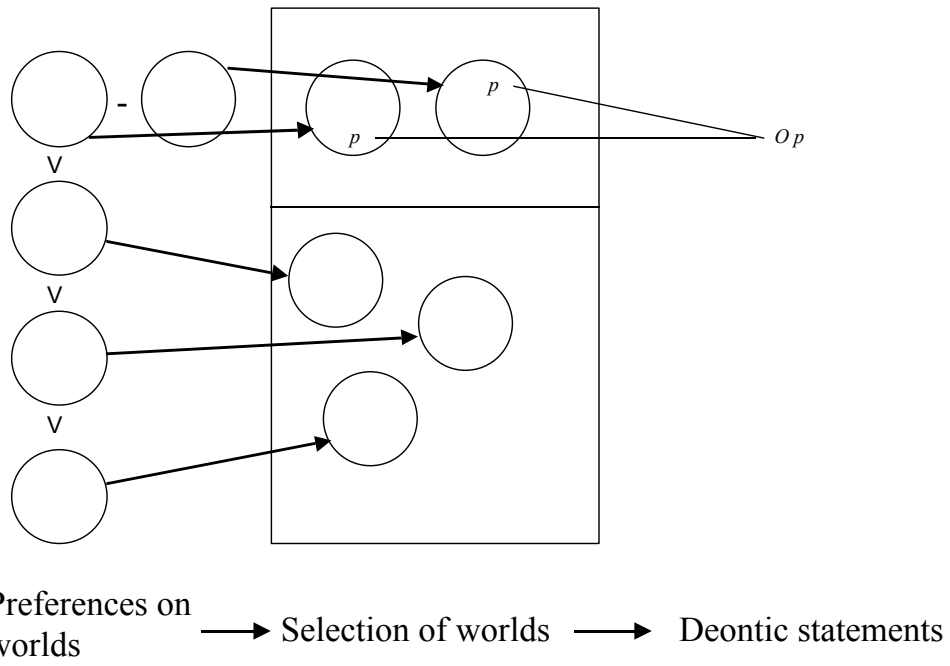 -
p
p
O p
V
V
V
Preferences on
worlds
Selection of worlds
Deontic statements